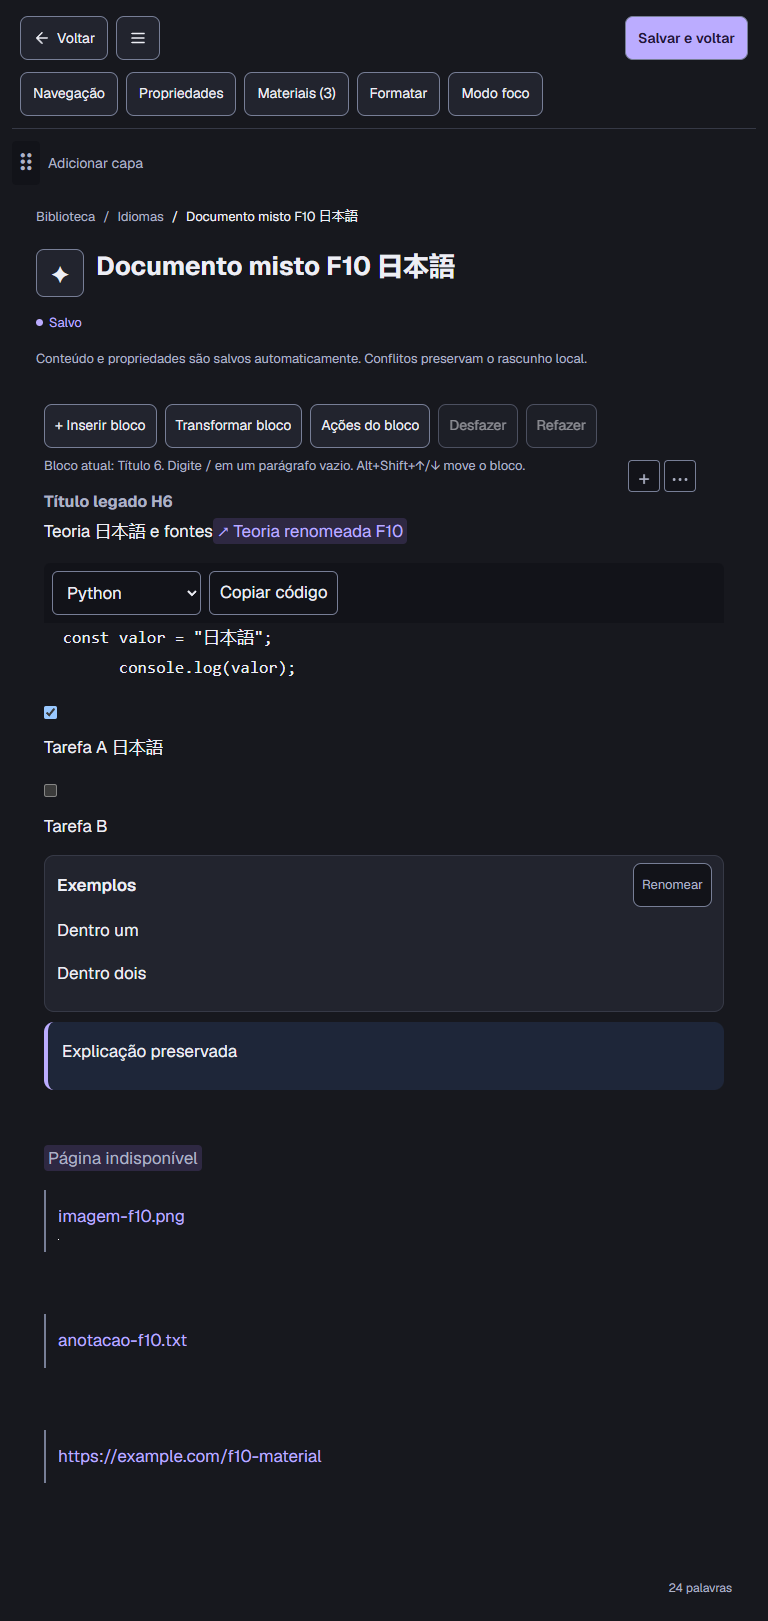 ← Voltar
Salvar e voltar
Navegação Propriedades Materiais (3) Formatar Modo foco
Adicionar capa
Biblioteca / Idiomas / Documento misto F10 日本語
Documento misto F10 日本語
Salvo
Conteúdo e propriedades são salvos automaticamente. Conflitos preservam o rascunho local.
+ Inserir bloco Transformar bloco Ações do bloco Desfazer Refazer
Bloco atual: Título 6. Digite / em um parágrafo vazio. Alt+Shift+↑/↓ move o bloco.
+ ...
Título legado H6
Teoria 日本語 e fontes ↗ Teoria renomeada F10
Python Copiar código
const valor = "日本語";
console.log(valor);
Tarefa A 日本語
Tarefa B
Exemplos
Renomear
Dentro um
Dentro dois
Explicação preservada
Página indisponível
imagem-f10.png
anotacao-f10.txt
https://example.com/f10-material
24 palavras